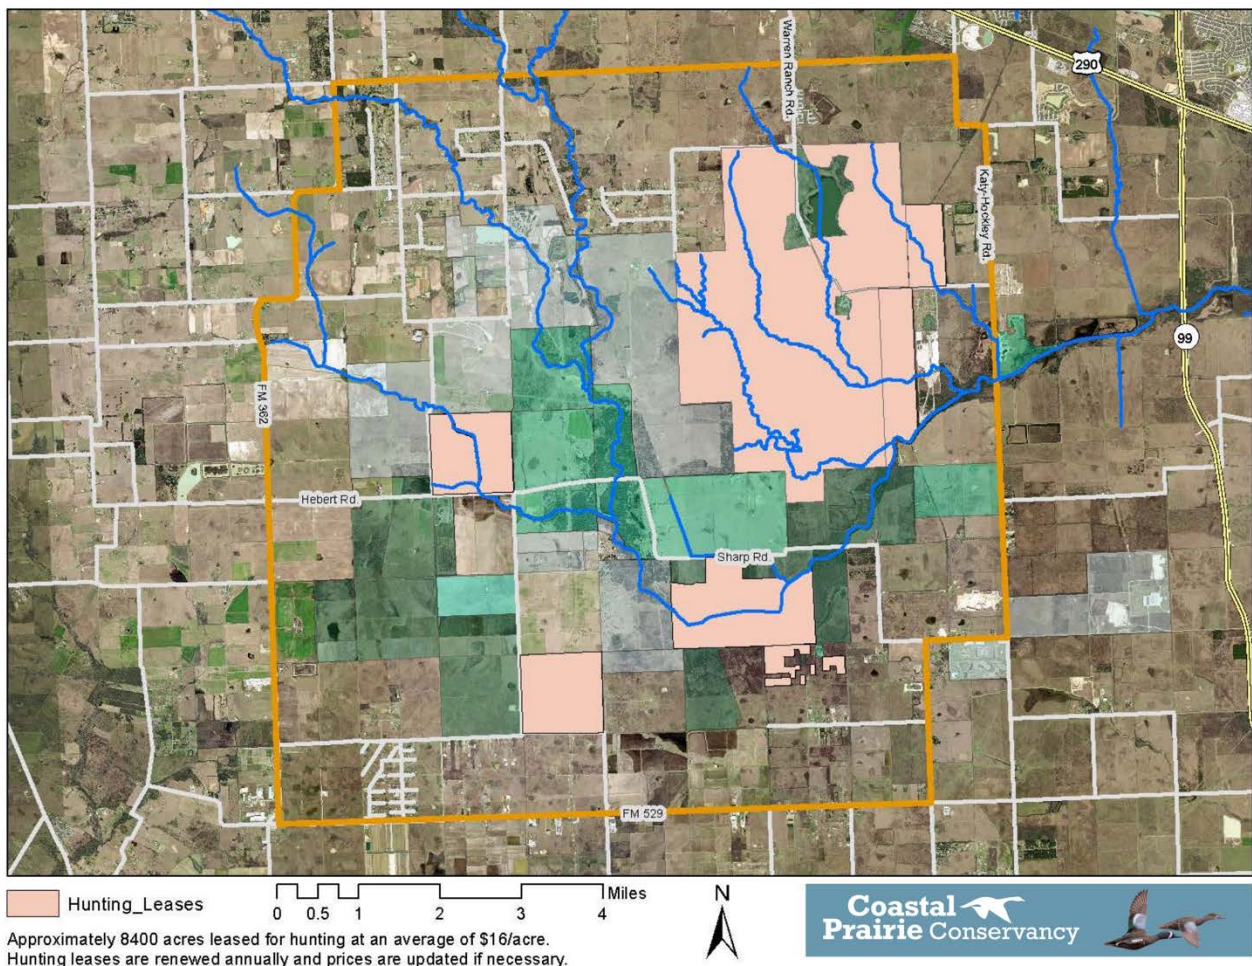 290
Warren Ranch Rd.
Katy-Hockley Rd.
99
FM 362
Hebert Rd.
Sharp Rd
FM 529
Hunting_Leases
0 0.5 1 2 3 4
Miles
N
Approximately 8400 acres leased for hunting at an average of $16/acre.
Hunting leases are renewed annually and prices are updated if necessary.
Coastal
Prairie Conservancy